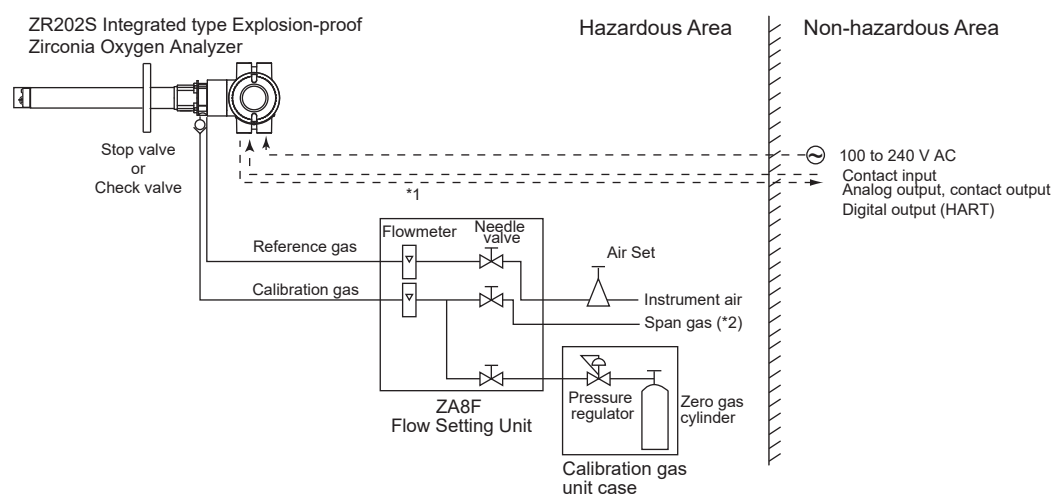 ZR202S Integrated type Explosion-proof
Zirconia Oxygen Analyzer
Hazardous Area
Non-hazardous Area
Stop valve
or
Check valve
100 to 240 V AC
Contact input
Analog output, contact output
Digital output (HART)
*1
Flowmeter
Needle
valve
Reference gas
Air Set
Calibration gas
Instrument air
Span gas (*2)
Pressure
regulator
Zero gas
cylinder
ZA8F
Flow Setting Unit
Calibration gas
unit case